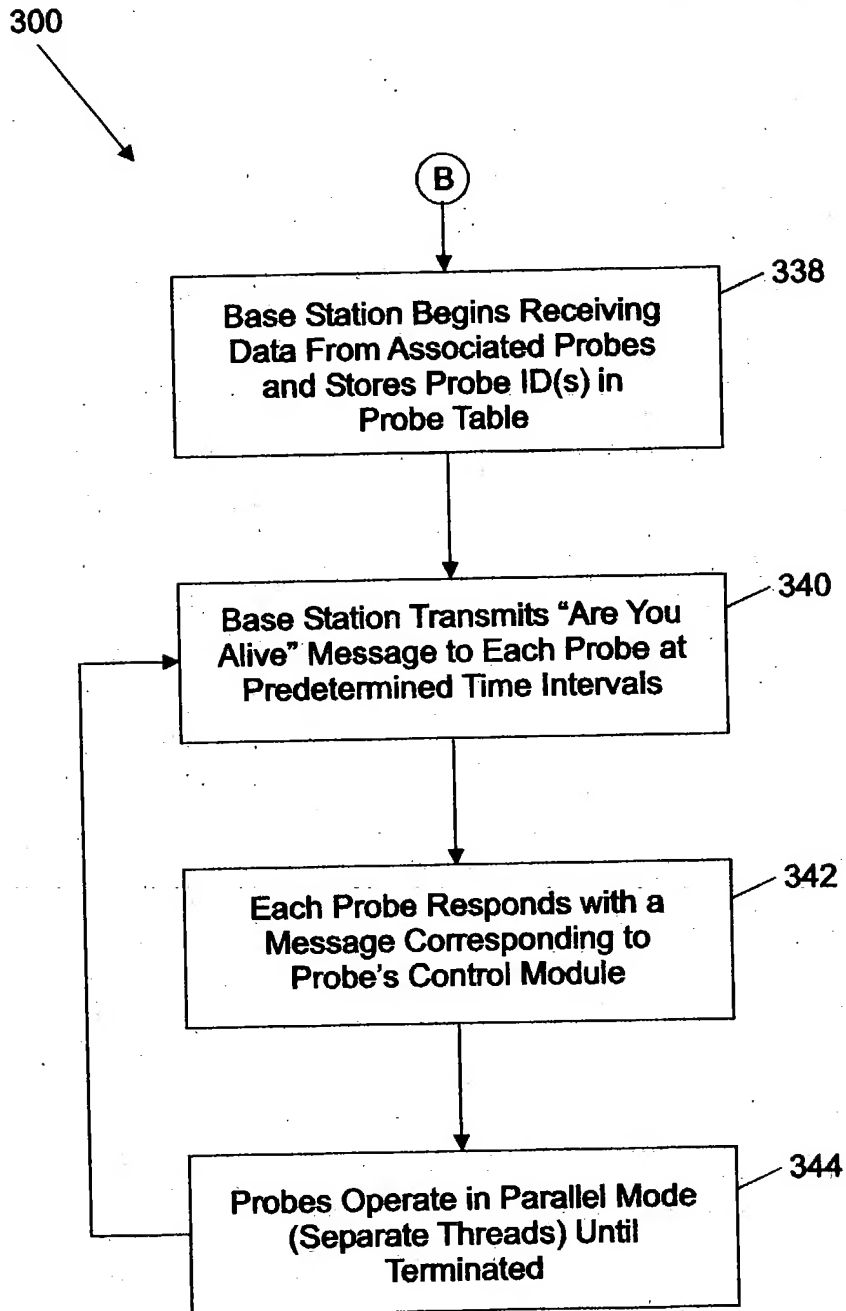 300
B
338
Base Station Begins Receiving
Data From Associated Probes
and Stores Probe ID(s) in
Probe Table
340
Base Station Transmits “Are You
Alive” Message to Each Probe at
Predetermined Time Intervals
342
Each Probe Responds with a
Message Corresponding to
Probe's Control Module
344
Probes Operate in Parallel Mode
(Separate Threads) Until
Terminated